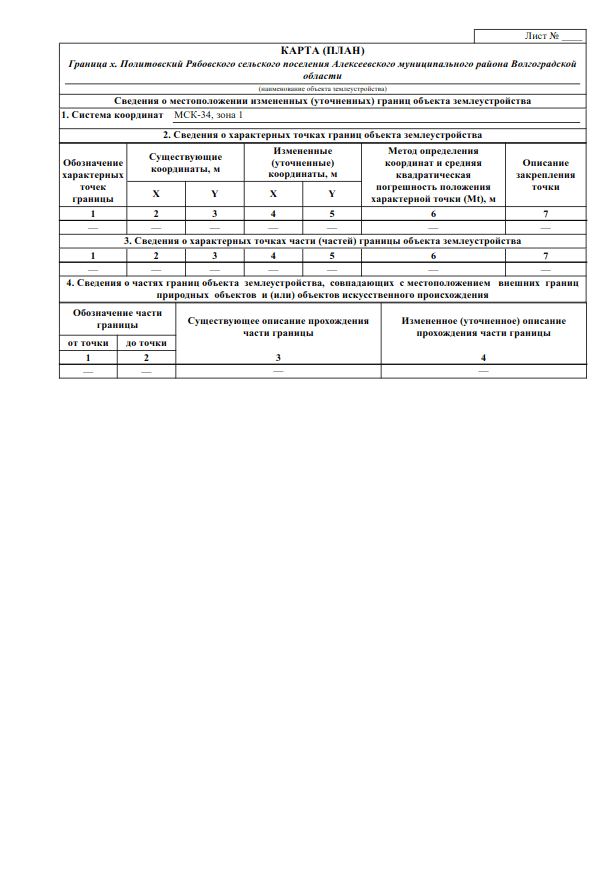 Лист № ____
КАРТА (ПЛАН)
Граница х. Политовский Рябовского сельского поселения Алексеевского муниципального района Волгоградской
области
(наименование объекта землеустройства)
Сведения о местоположении измененных (уточненных) границ объекта землеустройства
1. Система координат МСК-34, зона 1
2. Сведения о характерных точках границ объекта землеустройства
Обозначение
характерных
точек
границы
Существующие
координаты, м
Измененные
(уточненные)
координаты, м
Метод определения
координат и средняя
квадратическая
погрешность положения
характерной точки (Mt), м
Описание
закрепления
точки
X Y X Y
1 2 3 4 5 6 7
— — — — — — —
3. Сведения о характерных точках части (частей) границы объекта землеустройства
1 2 3 4 5 6 7
— — — — — — —
4. Сведения о частях границ объекта землеустройства, совпадающих с местоположением внешних границ
природных объектов и (или) объектов искусственного происхождения
Обозначение части
границы
Существующее описание прохождения
части границы
Измененное (уточненное) описание
прохождения части границы
от точки до точки
1 2 3 4
— — — —